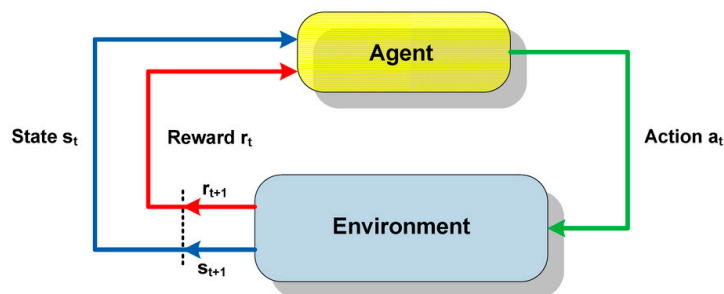 Agent
State sₜ
Reward rₜ
Action aₜ
rₜ₊₁
Environment
sₜ₊₁